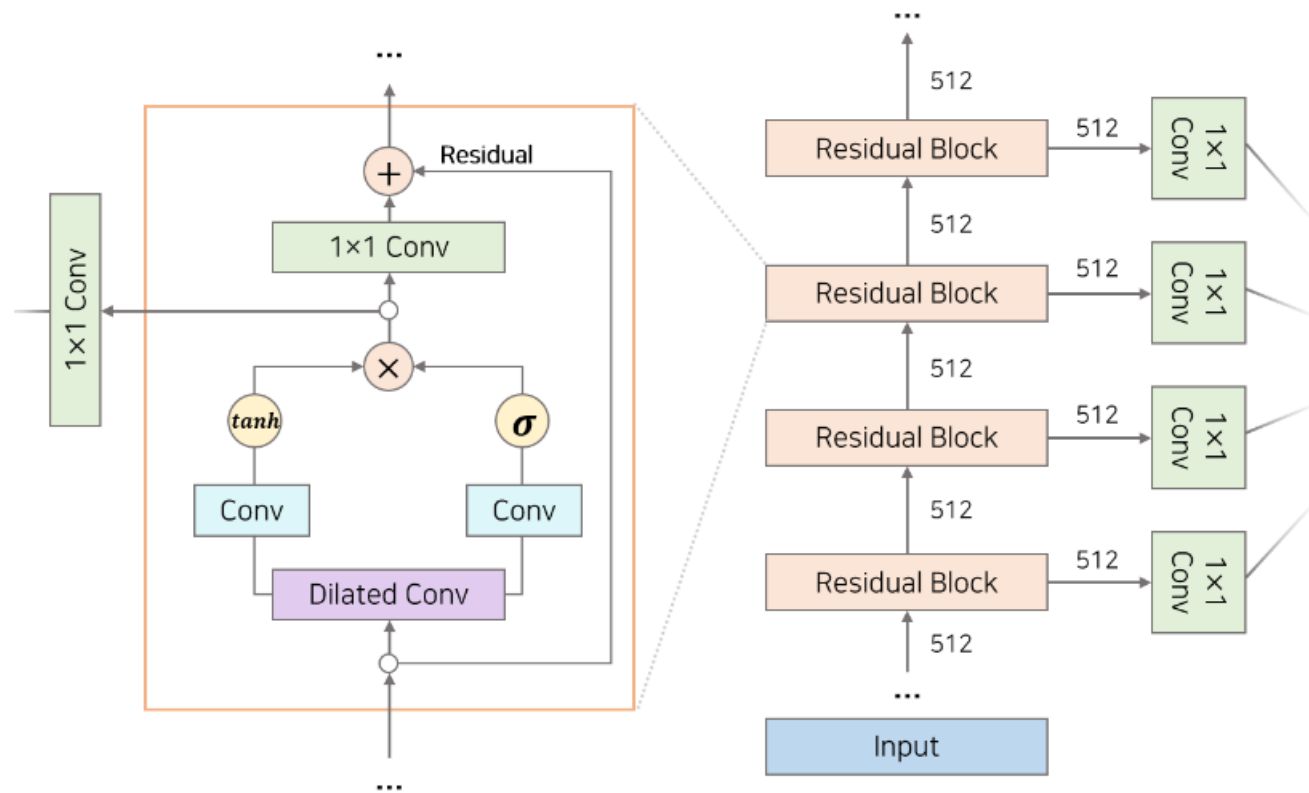 ...
Residual
+
1×1 Conv
1×1 Conv
×
tanh
σ
Conv
Conv
Dilated Conv
...
...
512
Residual Block
512
1×1
Conv
512
Residual Block
512
1×1
Conv
512
Residual Block
512
1×1
Conv
512
Residual Block
512
1×1
Conv
512
...
Input